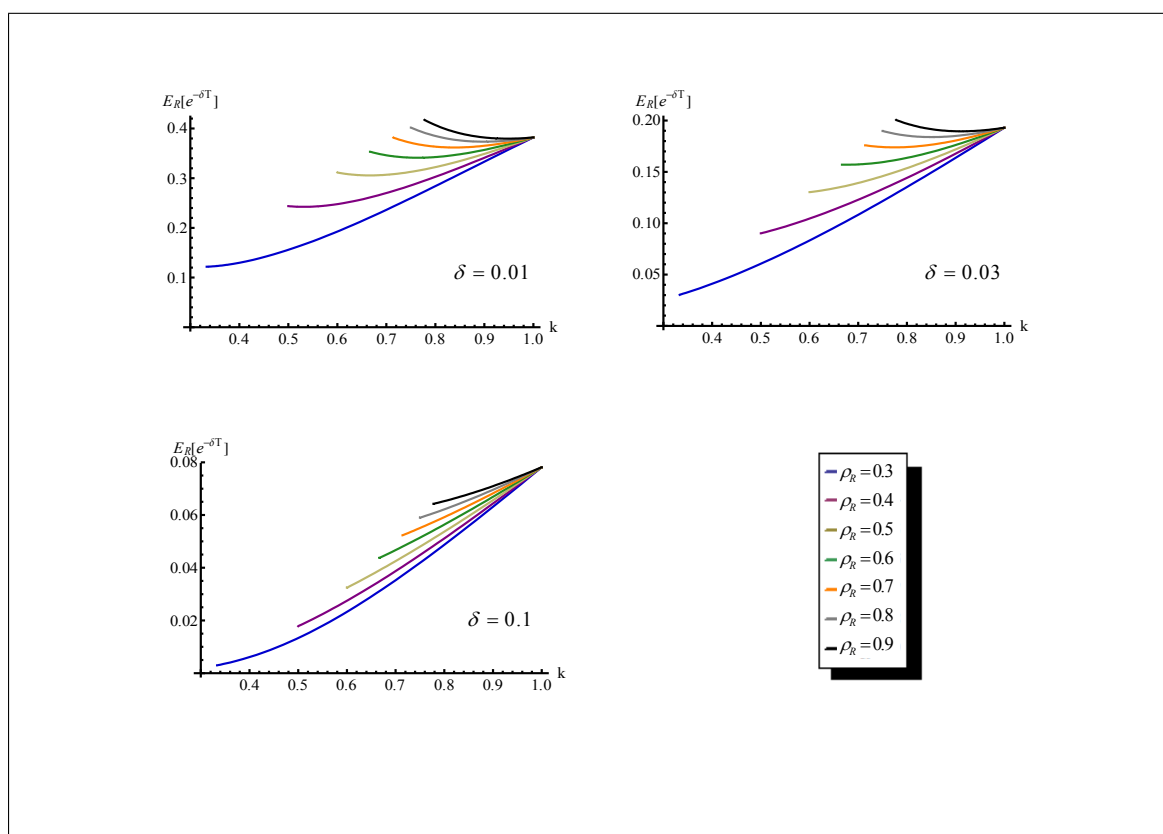 E_R[e^{-δT}]
0.4
0.3
0.2
0.1
δ = 0.01
0.4 0.5 0.6 0.7 0.8 0.9 1.0 k
E_R[e^{-δT}]
0.20
0.15
0.10
0.05
δ = 0.03
0.4 0.5 0.6 0.7 0.8 0.9 1.0 k
E_R[e^{-δT}]
0.08
0.06
0.04
0.02
δ = 0.1
0.4 0.5 0.6 0.7 0.8 0.9 1.0 k
ρ_R = 0.3
ρ_R = 0.4
ρ_R = 0.5
ρ_R = 0.6
ρ_R = 0.7
ρ_R = 0.8
ρ_R = 0.9